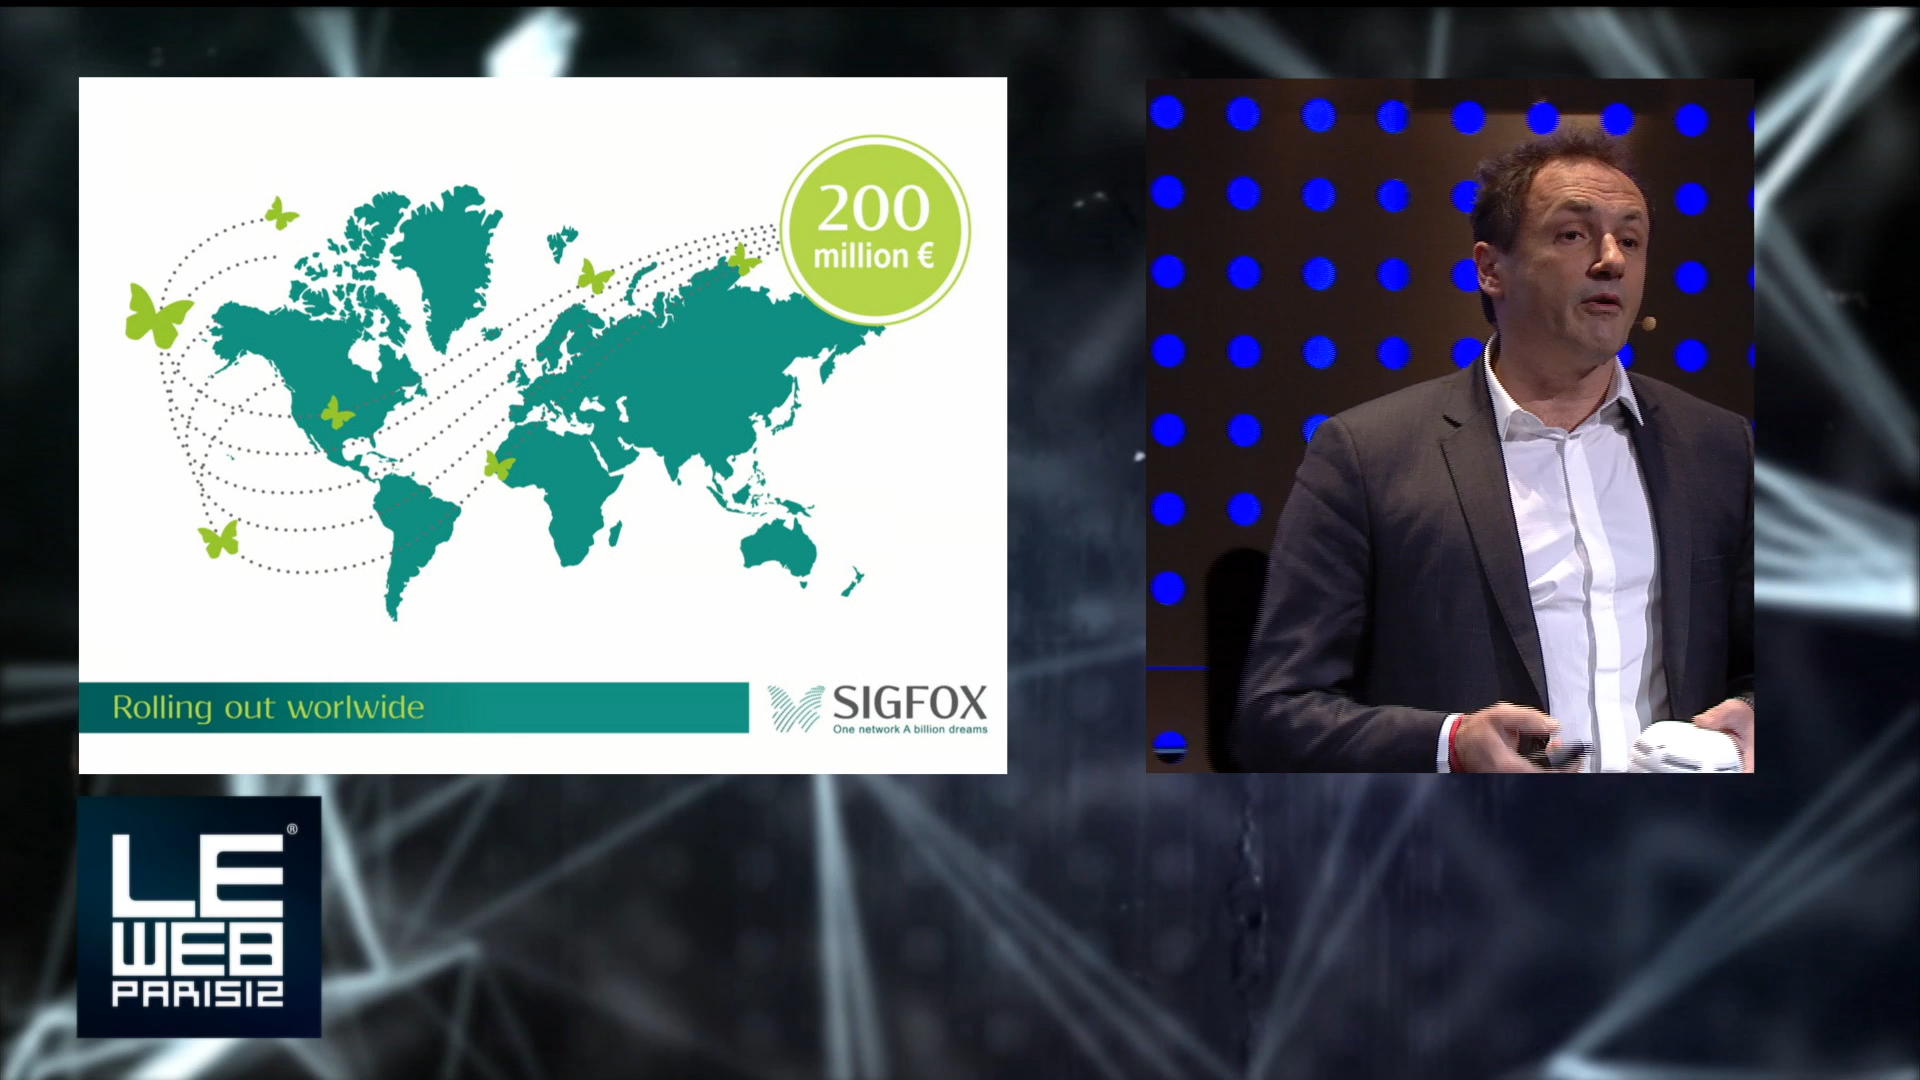 200
million €
Rolling out worlwide
SIGFOX
One network A billion dreams
LE
®
WEB
PARIS12